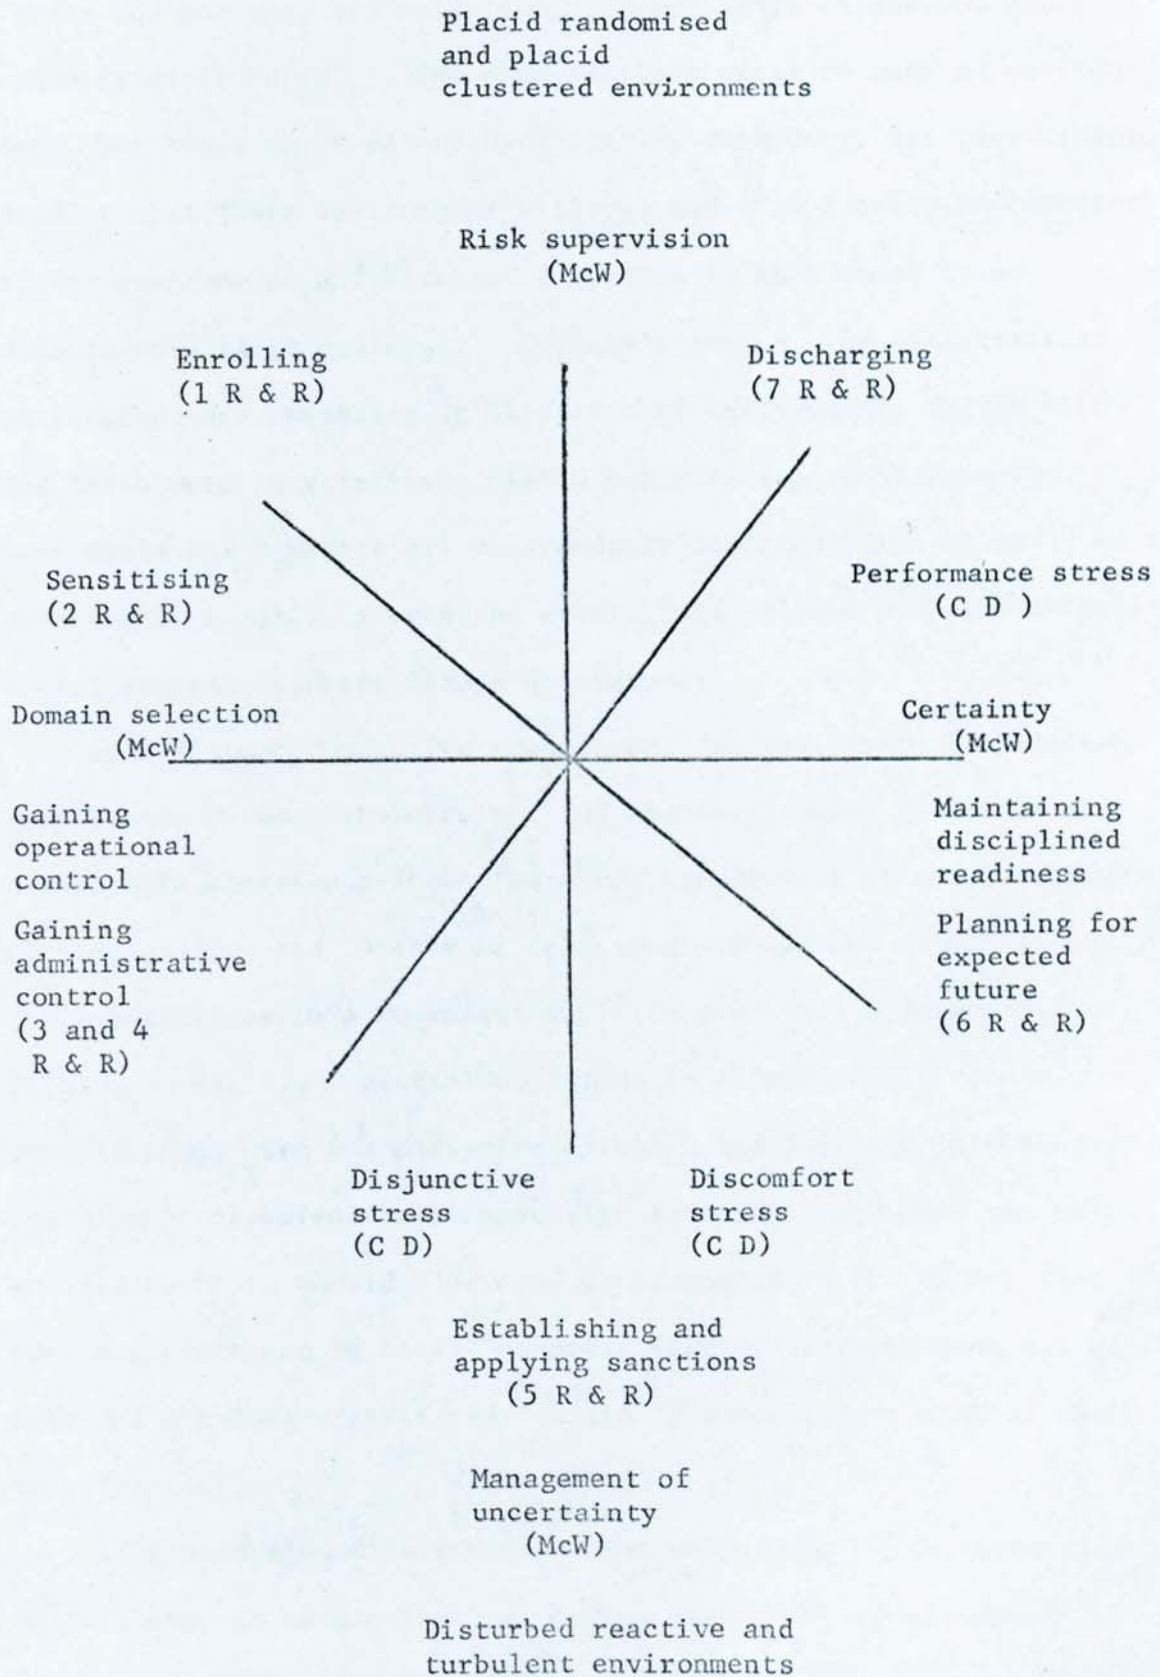 Placid randomised
and placid
clustered environments
Risk supervision
(McW)
Enrolling
(1 R & R)
Discharging
(7 R & R)
Sensitising
(2 R & R)
Performance stress
(C D )
Domain selection
(McW)
Certainty
(McW)
Gaining
operational
control
Maintaining
disciplined
readiness
Gaining
administrative
control
(3 and 4
R & R)
Planning for
expected
future
(6 R & R)
Disjunctive
stress
(C D)
Discomfort
stress
(C D)
Establishing and
applying sanctions
(5 R & R)
Management of
uncertainty
(McW)
Disturbed reactive and
turbulent environments